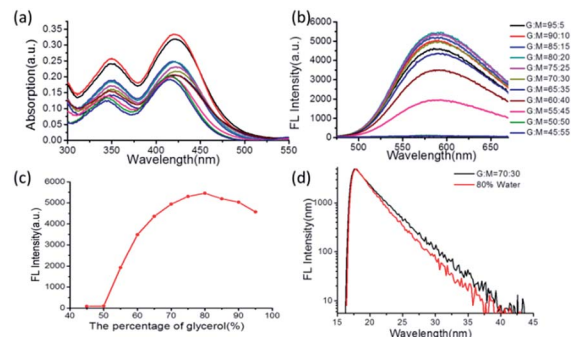 (a)
Absorption(a.u.)
0.35
0.30
0.25
0.20
0.15
0.10
0.05
0.00
300 350 400 450 500 550
Wavelength(nm)
(b)
FL Intensity(a.u.)
6000
5000
4000
3000
2000
1000
0
500 550 600 650
Wavelength(nm)
G:M=95:5
G:M=90:10
G:M=85:15
G:M=80:20
G:M=75:25
G:M=70:30
G:M=65:35
G:M=60:40
G:M=55:45
G:M=50:50
G:M=45:55
(c)
FL Intensity(a.u.)
6000
5000
4000
3000
2000
1000
0
40 50 60 70 80 90 100
The percentage of glycerol(%)
(d)
FL Intensity(nm)
1000
100
10
15 20 25 30 35 40 45
Wavelength(nm)
G:M=70:30
80% Water